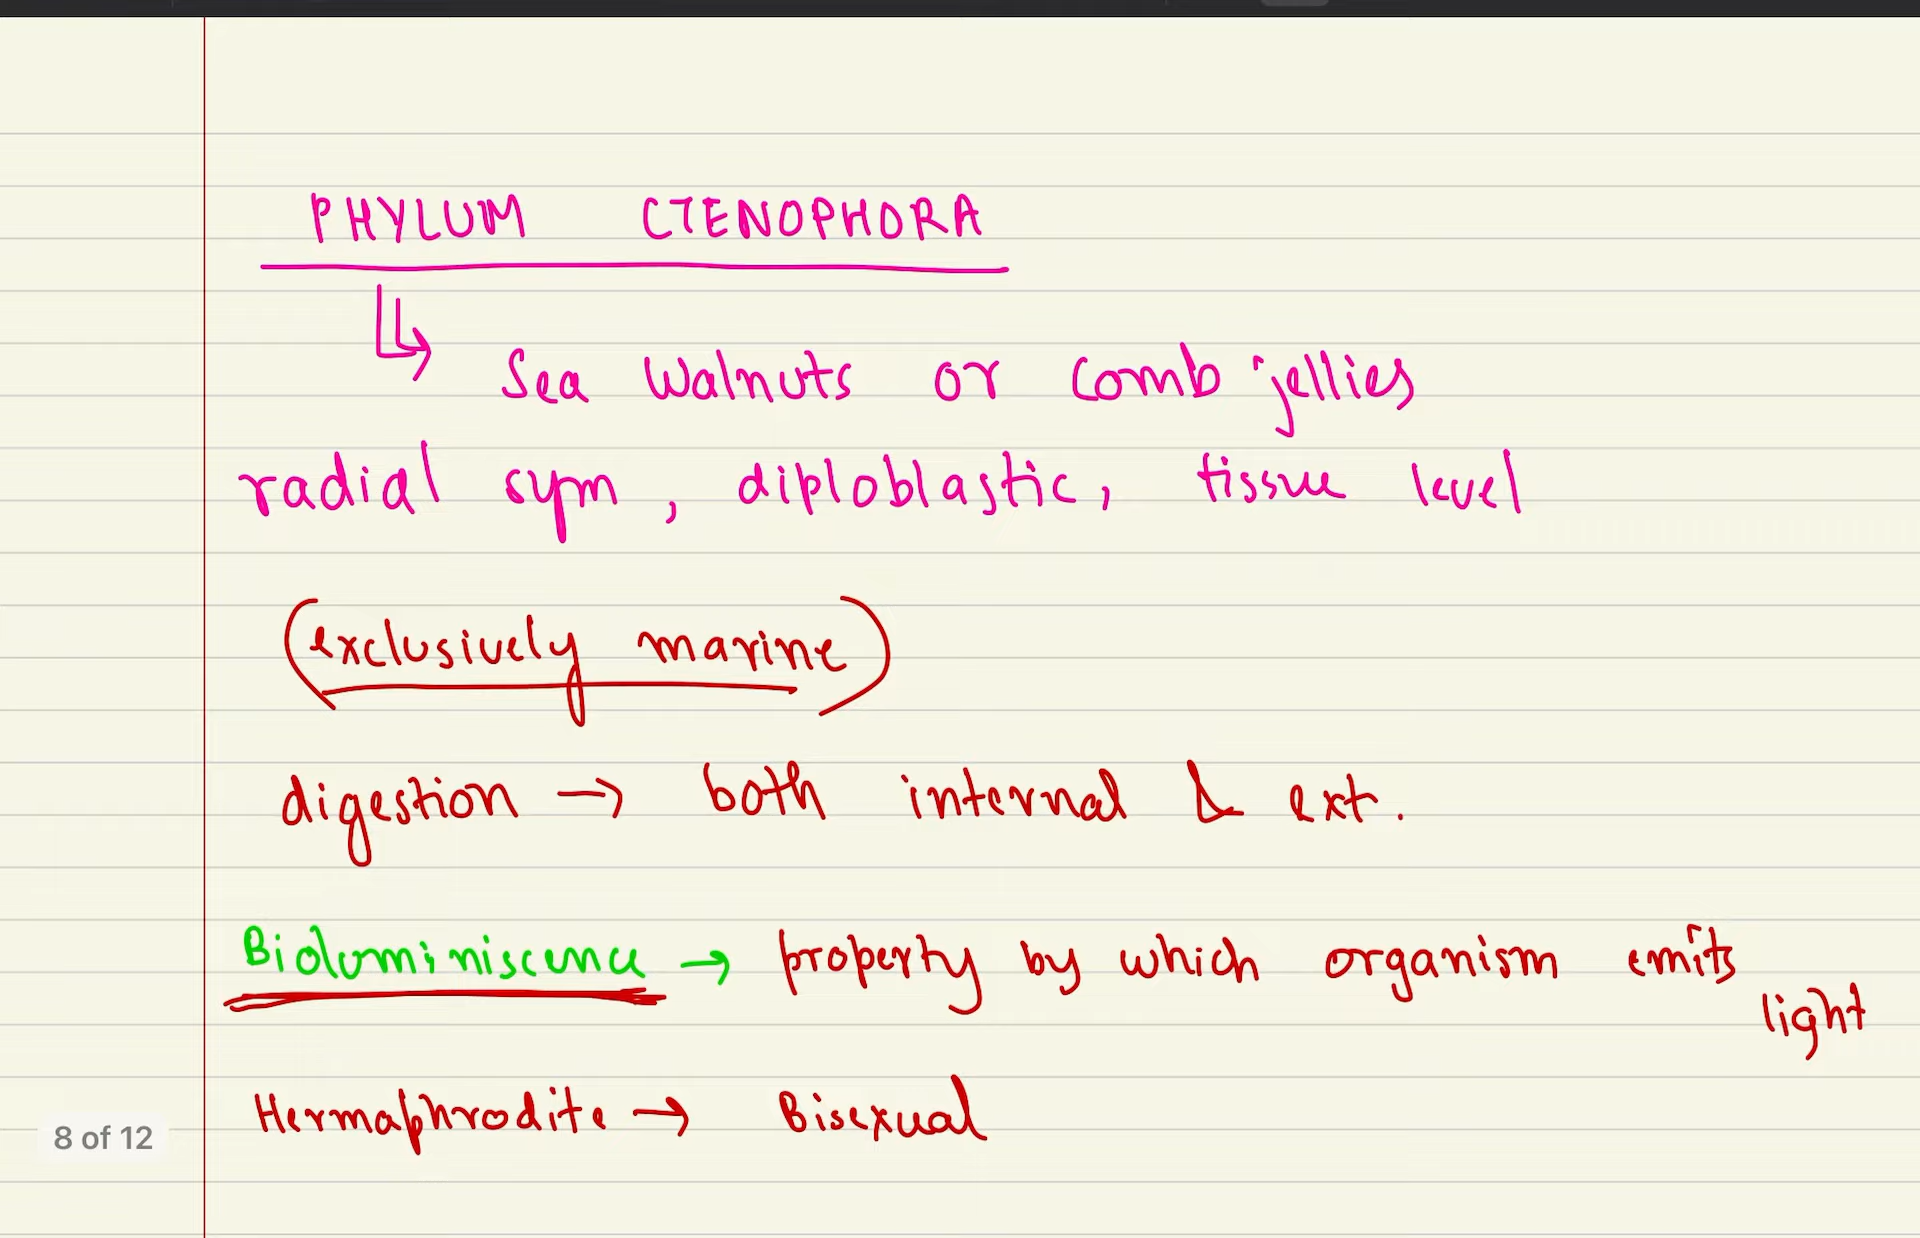 PHYLUM CTENOPHORA
Sea Walnuts or Comb jellies
radial sym, diploblastic, tissue level
(exclusively marine)
digestion → both internal & ext.
Bioluminiscence → property by which organism emits
light
Hermaphrodite → Bisexual
8 of 12